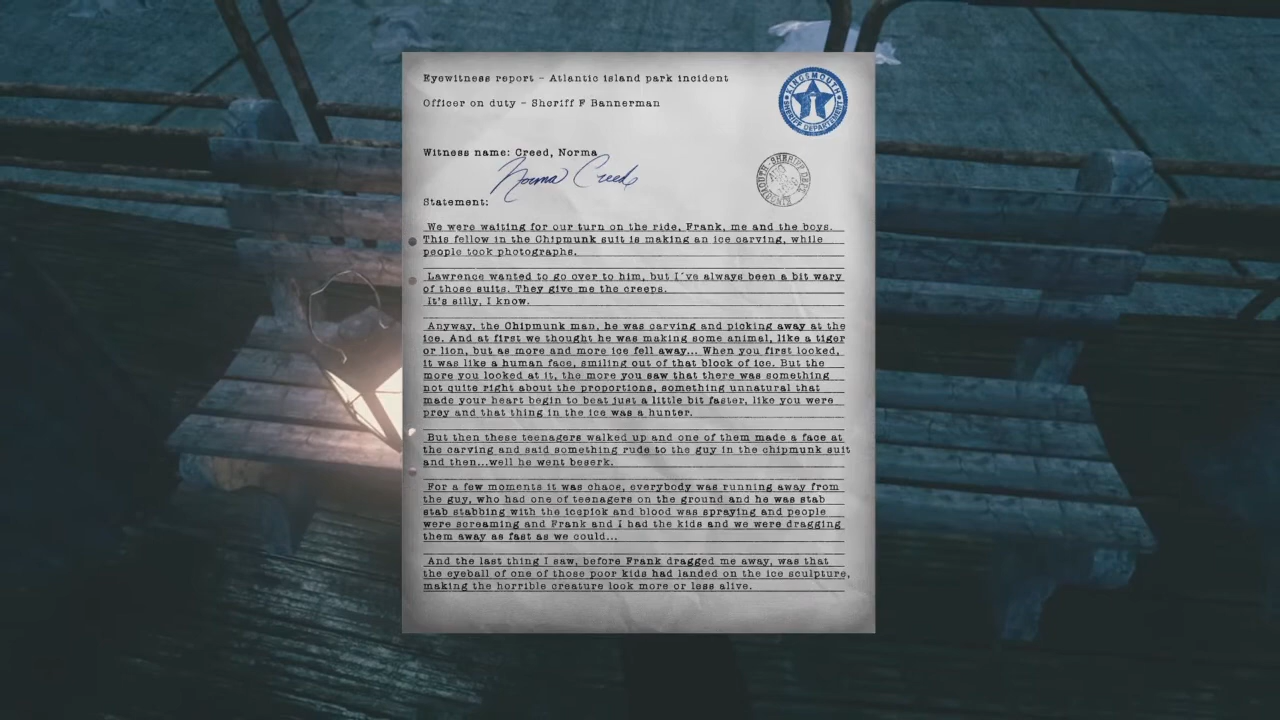 Eyewitness report - Atlantic island park incident
Officer on duty - Sheriff F Bannerman
KINGSMOUTH
SHERIFF DEPARTMENT
Witness name: Creed, Norma
Norma Creed
Statement:
We were waiting for our turn on the ride, Frank, me and the boys.
This fellow in the Chipmunk suit is making an ice carving, while
people took photographs.
Lawrence wanted to go over to him, but I´ve always been a bit wary
of those suits. They give me the creeps.
It's silly, I know.
Anyway, the Chipmunk man, he was carving and picking away at the
ice. And at first we thought he was making some animal, like a tiger
or lion, but as more and more ice fell away... When you first looked,
it was like a human face, smiling out of that block of ice. But the
more you looked at it, the more you saw that there was something
not quite right about the proportions, something unnatural that
made your heart begin to beat just a little bit faster, like you were
prey and that thing in the ice was a hunter.
But then these teenagers walked up and one of them made a face at
the carving and said something rude to the guy in the chipmunk suit
and then...well he went beserk.
For a few moments it was chaos, everybody was running away from
the guy, who had one of teenagers on the ground and he was stab
stab stabbing with the icepick and blood was spraying and people
were screaming and Frank and I had the kids and we were dragging
them away as fast as we could...
And the last thing I saw, before Frank dragged me away, was that
the eyeball of one of those poor kids had landed on the ice sculpture,
making the horrible creature look more or less alive.